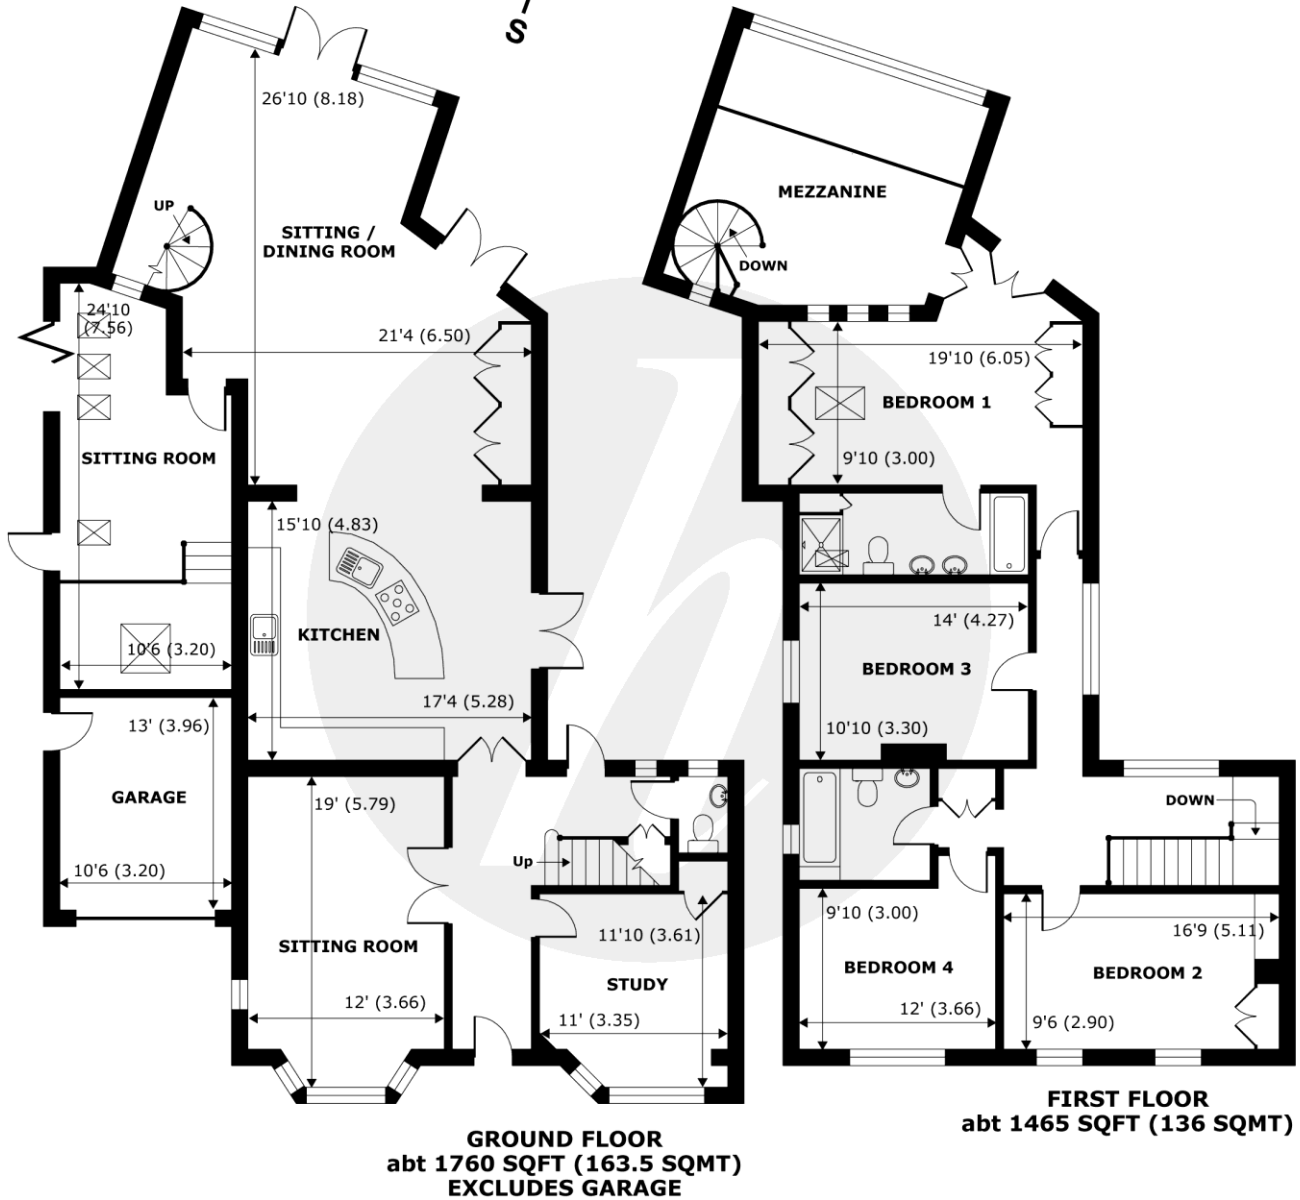 S
26'10 (8.18)
UP
SITTING /
DINING ROOM
24'10
(7.56)
21'4 (6.50)
SITTING ROOM
15'10 (4.83)
KITCHEN
10'6 (3.20)
17'4 (5.28)
13' (3.96)
GARAGE
10'6 (3.20)
19' (5.79)
Up
SITTING ROOM
12' (3.66)
11'10 (3.61)
STUDY
11' (3.35)
GROUND FLOOR
abt 1760 SQFT (163.5 SQMT)
EXCLUDES GARAGE
MEZZANINE
DOWN
19'10 (6.05)
BEDROOM 1
9'10 (3.00)
14' (4.27)
BEDROOM 3
10'10 (3.30)
DOWN
9'10 (3.00)
BEDROOM 4
12' (3.66)
16'9 (5.11)
BEDROOM 2
9'6 (2.90)
FIRST FLOOR
abt 1465 SQFT (136 SQMT)
h